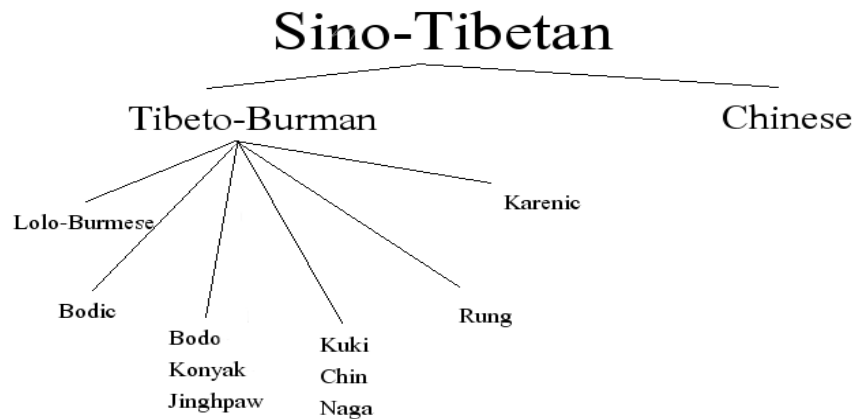 Sino-Tibetan
Tibeto-Burman
Chinese
Lolo-Burmese
Karenic
Bodic
Rung
Bodo
Konyak
Jinghpaw
Kuki
Chin
Naga